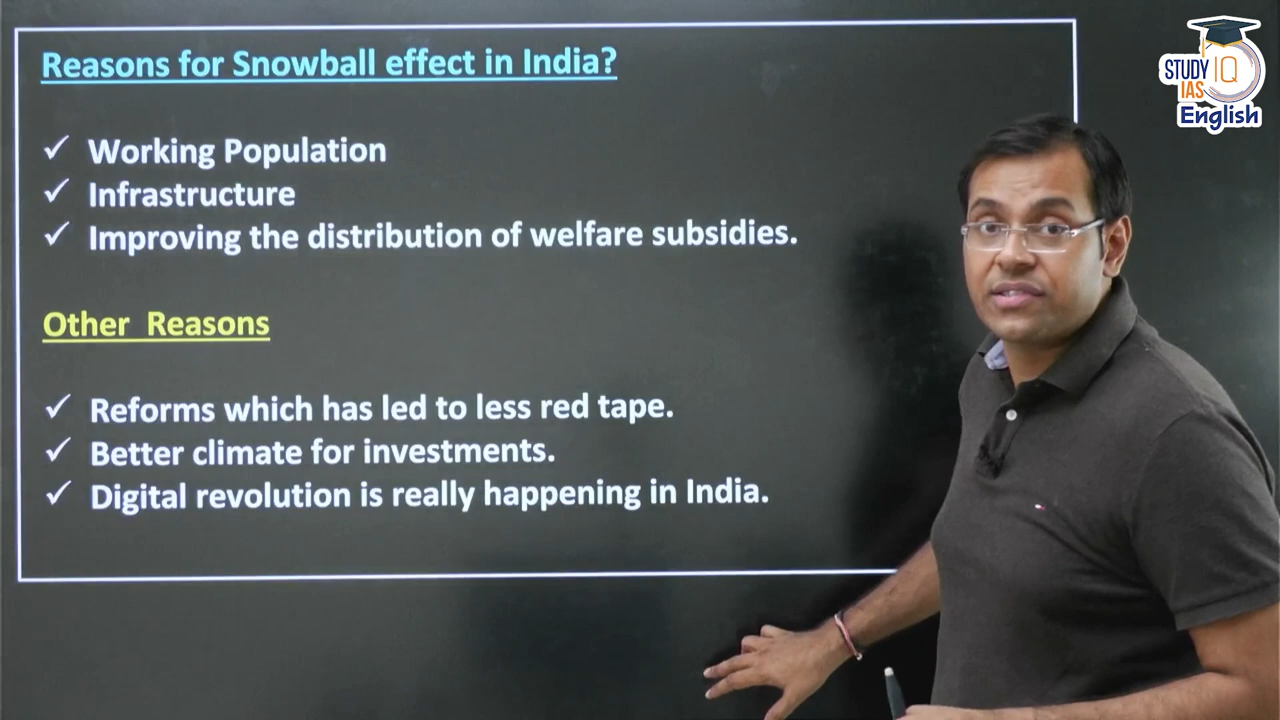 Reasons for Snowball effect in India?
✓ Working Population
✓ Infrastructure
✓ Improving the distribution of welfare subsidies.
Other Reasons
✓ Reforms which has led to less red tape.
✓ Better climate for investments.
✓ Digital revolution is really happening in India.
STUDY IQ
IAS
English